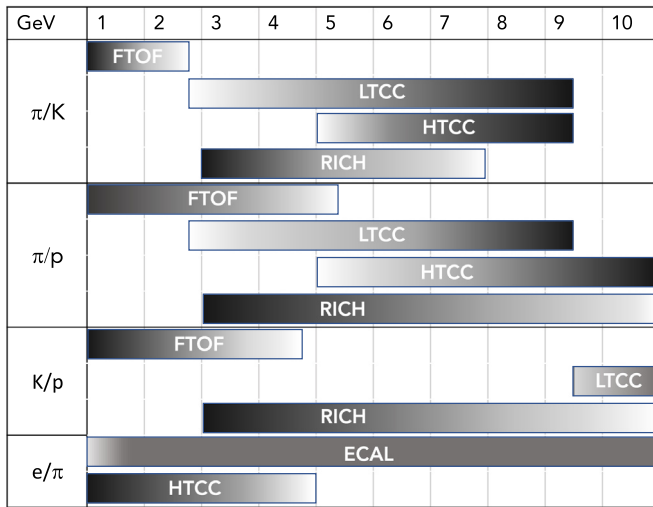 GeV 1 2 3 4 5 6 7 8 9 10
π/K
FTOF
LTCC
HTCC
RICH
π/p
FTOF
LTCC
HTCC
RICH
K/p
FTOF
LTCC
RICH
e/π
ECAL
HTCC